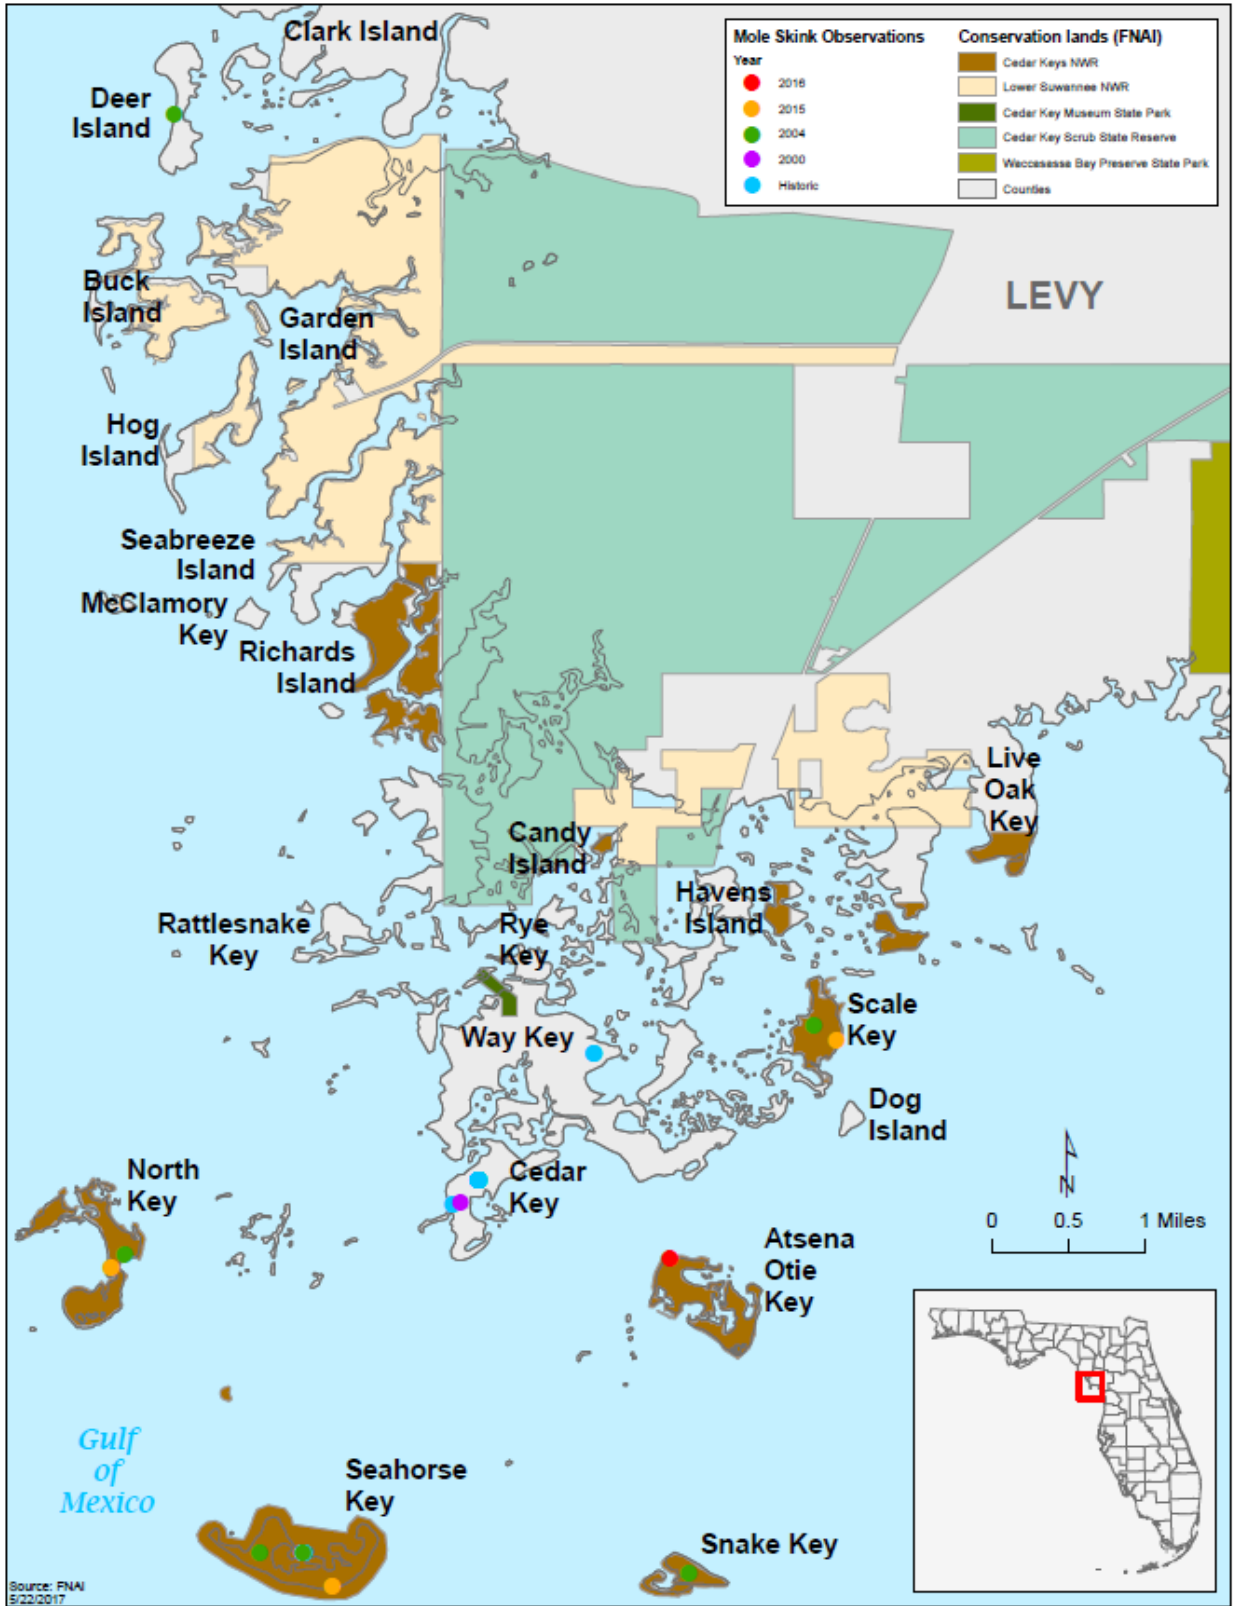 Clark Island
Mole Skink Observations
Year
2016
2015
2004
2000
Historic
Conservation lands (FNAI)
Cedar Keys NWR
Lower Suwannee NWR
Cedar Key Museum State Park
Cedar Key Scrub State Reserve
Waccasassa Bay Preserve State Park
Counties
Deer
Island
LEVY
Buck
Island
Garden
Island
Hog
Island
Seabreeze
Island
McClamory
Key
Richards
Island
Live
Oak
Key
Candy
Island
Havens
Island
Rattlesnake
Key
Rye
Key
Scale
Key
Way Key
Dog
Island
North
Key
Cedar
Key
N
0 0.5 1 Miles
Atsena
Otie
Key
Gulf
of
Mexico
Seahorse
Key
Snake Key
Source: FNAI
5/22/2017